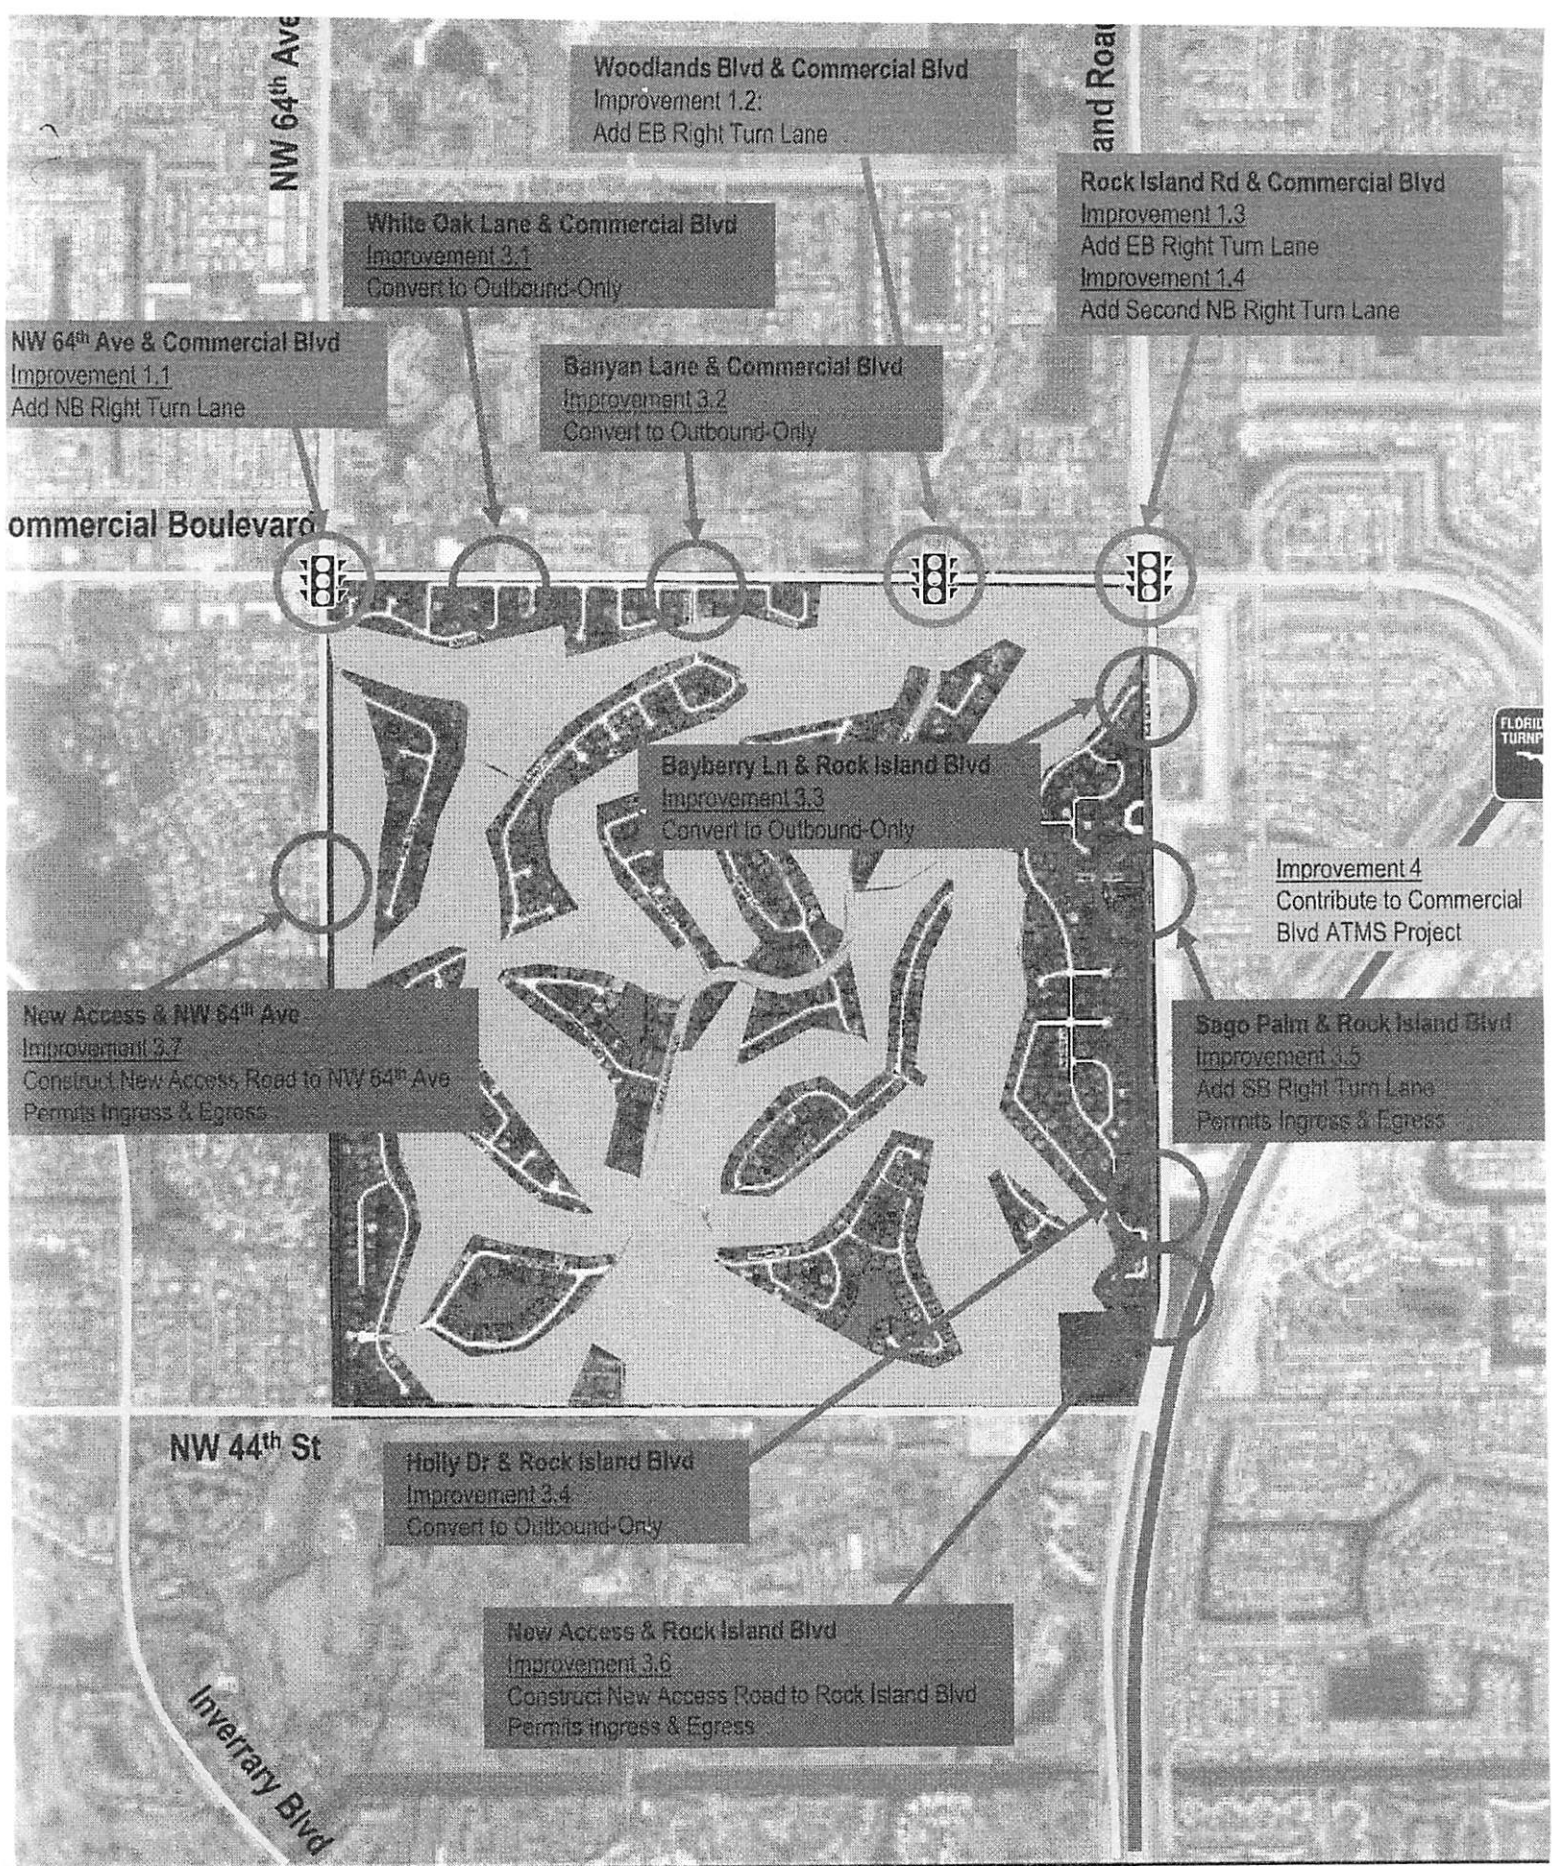 NW 64th Ave
and Road
Woodlands Blvd & Commercial Blvd
Improvement 1.2:
Add EB Right Turn Lane
Rock Island Rd & Commercial Blvd
Improvement 1.3
Add EB Right Turn Lane
Improvement 1.4
Add Second NB Right Turn Lane
White Oak Lane & Commercial Blvd
Improvement 3.1
Convert to Outbound-Only
NW 64th Ave & Commercial Blvd
Improvement 1.1
Add NB Right Turn Lane
Banyan Lane & Commercial Blvd
Improvement 3.2
Convert to Outbound-Only
ommercial Boulevard
FLORID
TURNP
Bayberry Ln & Rock Island Blvd
Improvement 3.3
Convert to Outbound-Only
Improvement 4
Contribute to Commercial
Blvd ATMS Project
New Access & NW 64th Ave
Improvement 3.7
Construct New Access Road to NW 64th Ave
Permits Ingress & Egress
Sago Palm & Rock Island Blvd
Improvement 3.5
Add SB Right Turn Lane
Permits Ingress & Egress
NW 44th St
Holly Dr & Rock Island Blvd
Improvement 3.4
Convert to Outbound-Only
New Access & Rock Island Blvd
Improvement 3.6
Construct New Access Road to Rock Island Blvd
Permits Ingress & Egress
Inverrary Blvd